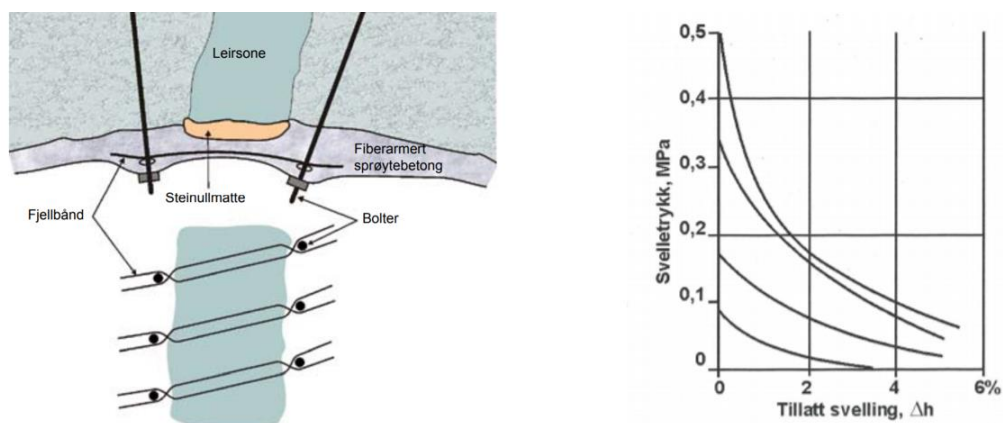 Leirsone
Fiberarmert
sprøytebetong
Steinullmatte
Fjellbånd
Bolter
Svelletrykk, MPa
0,5
0,4
0,3
0,2
0,1
0
0
2
4
6%
Tillatt svelling, Δh